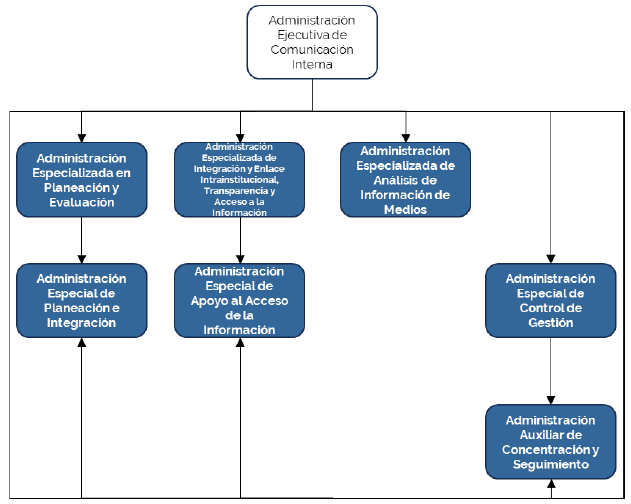 Administración
Ejecutiva de
Comunicación
Interna
Administración
Especializada en
Planeación y
Evaluación
Administración
Especializada de
Integración y Enlace
Intrainstitucional,
Transparencia y
Acceso a la
Información
Administración
Especializada de
Análisis de
Información de
Medios
Administración
Especial de
Planeación e
Integración
Administración
Especial de
Apoyo al Acceso
de la
Información
Administración
Especial de
Control de
Gestión
Administración
Auxiliar de
Concentración y
Seguimiento